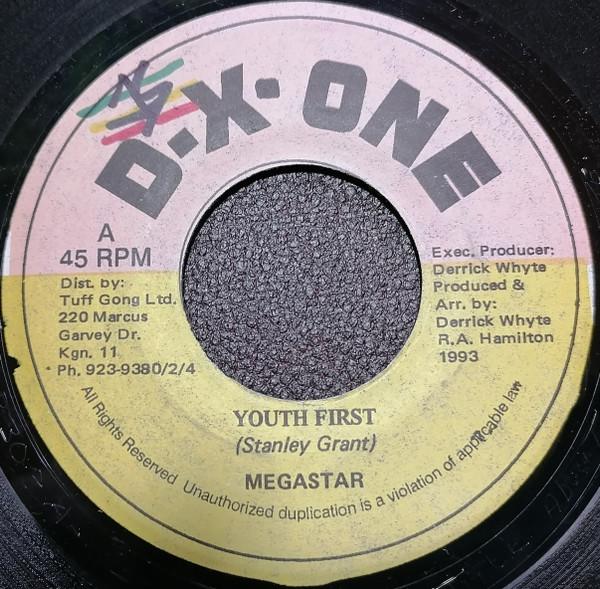 D·X·ONE
A
45 RPM
Dist. by:
Tuff Gong Ltd.
220 Marcus
Garvey Dr.
Kgn. 11
Ph. 923-9380/2/4
Exec. Producer:
Derrick Whyte
Produced &
Arr. by:
Derrick Whyte
R.A. Hamilton
1993
YOUTH FIRST
(Stanley Grant)
MEGASTAR
All Rights Reserved Unauthorized duplication is a violation of applicable law